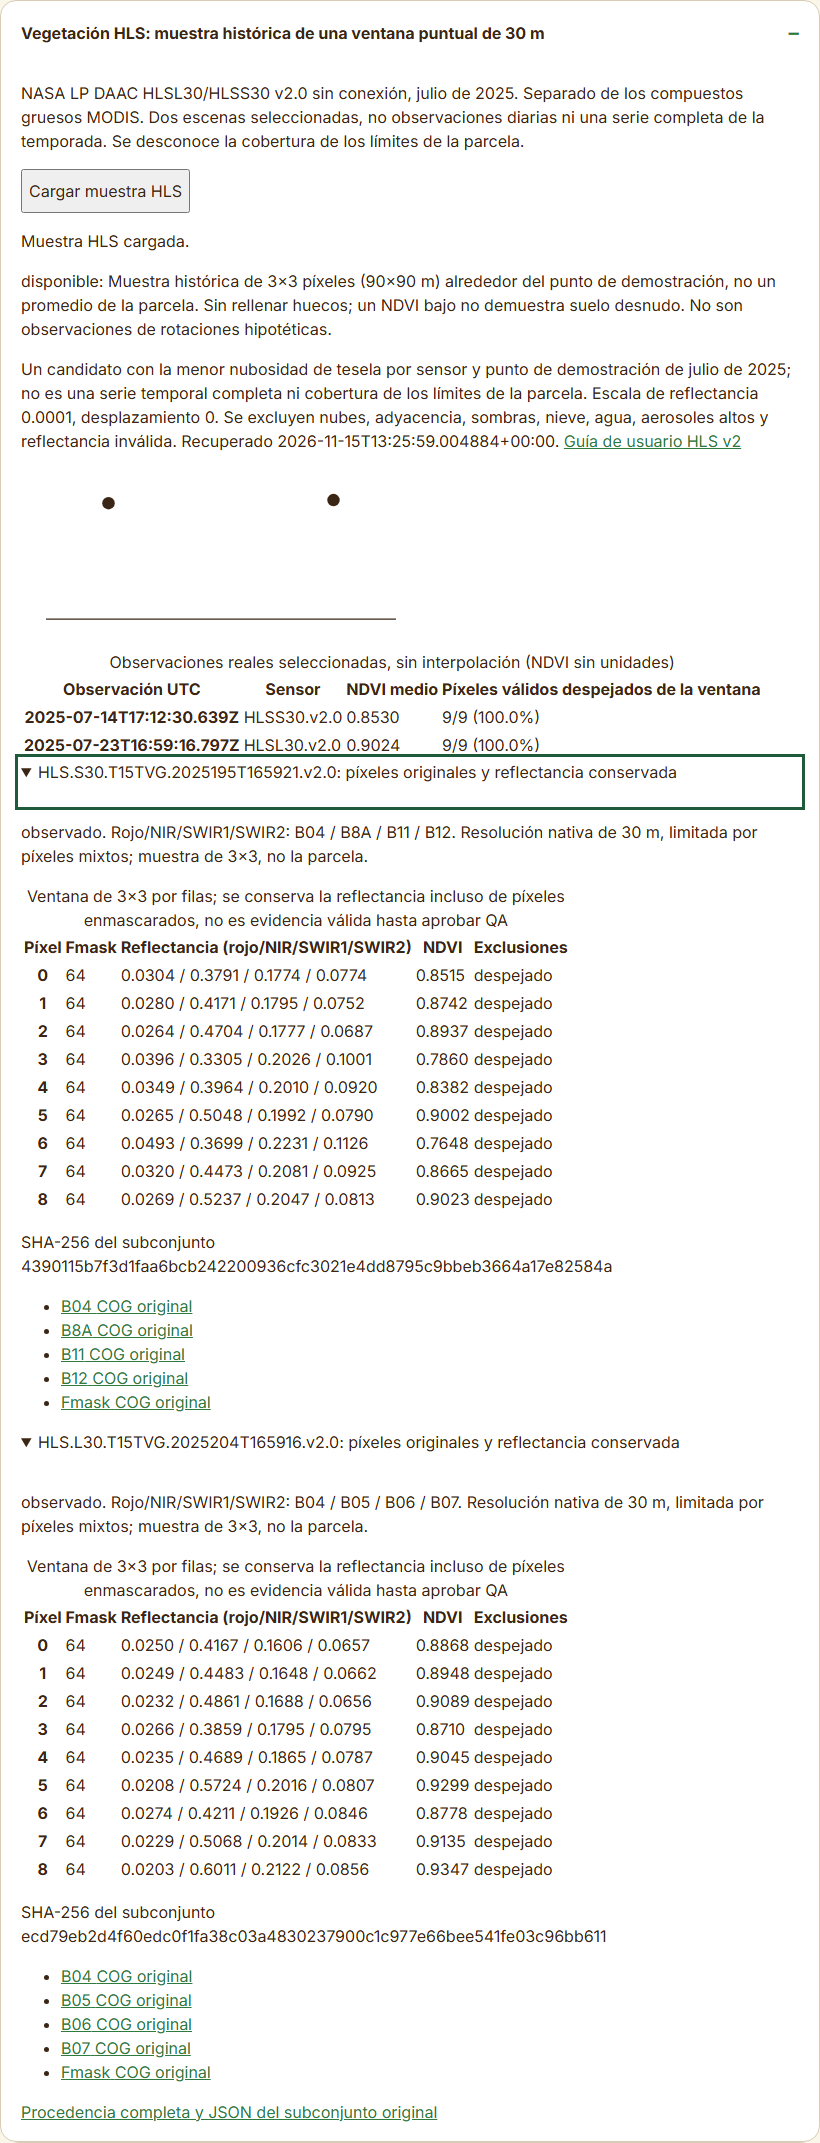 Vegetación HLS: muestra histórica de una ventana puntual de 30 m
−
NASA LP DAAC HLSL30/HLSS30 v2.0 sin conexión, julio de 2025. Separado de los compuestos
gruesos MODIS. Dos escenas seleccionadas, no observaciones diarias ni una serie completa de la
temporada. Se desconoce la cobertura de los límites de la parcela.
Cargar muestra HLS
Muestra HLS cargada.
disponible: Muestra histórica de 3×3 píxeles (90×90 m) alrededor del punto de demostración, no un
promedio de la parcela. Sin rellenar huecos; un NDVI bajo no demuestra suelo desnudo. No son
observaciones de rotaciones hipotéticas.
Un candidato con la menor nubosidad de tesela por sensor y punto de demostración de julio de 2025;
no es una serie temporal completa ni cobertura de los límites de la parcela. Escala de reflectancia
0.0001, desplazamiento 0. Se excluyen nubes, adyacencia, sombras, nieve, agua, aerosoles altos y
reflectancia inválida. Recuperado 2026-11-15T13:25:59.004884+00:00. Guía de usuario HLS v2
Observaciones reales seleccionadas, sin interpolación (NDVI sin unidades)
Observación UTC Sensor NDVI medio Píxeles válidos despejados de la ventana
2025-07-14T17:12:30.639Z HLSS30.v2.0 0.8530 9/9 (100.0%)
2025-07-23T16:59:16.797Z HLSL30.v2.0 0.9024 9/9 (100.0%)
▼ HLS.S30.T15TVG.2025195T165921.v2.0: píxeles originales y reflectancia conservada
observado. Rojo/NIR/SWIR1/SWIR2: B04 / B8A / B11 / B12. Resolución nativa de 30 m, limitada por
píxeles mixtos; muestra de 3×3, no la parcela.
Ventana de 3×3 por filas; se conserva la reflectancia incluso de píxeles
enmascarados, no es evidencia válida hasta aprobar QA
Píxel Fmask Reflectancia (rojo/NIR/SWIR1/SWIR2) NDVI Exclusiones
0 64 0.0304 / 0.3791 / 0.1774 / 0.0774 0.8515 despejado
1 64 0.0280 / 0.4171 / 0.1795 / 0.0752 0.8742 despejado
2 64 0.0264 / 0.4704 / 0.1777 / 0.0687 0.8937 despejado
3 64 0.0396 / 0.3305 / 0.2026 / 0.1001 0.7860 despejado
4 64 0.0349 / 0.3964 / 0.2010 / 0.0920 0.8382 despejado
5 64 0.0265 / 0.5048 / 0.1992 / 0.0790 0.9002 despejado
6 64 0.0493 / 0.3699 / 0.2231 / 0.1126 0.7648 despejado
7 64 0.0320 / 0.4473 / 0.2081 / 0.0925 0.8665 despejado
8 64 0.0269 / 0.5237 / 0.2047 / 0.0813 0.9023 despejado
SHA-256 del subconjunto
4390115b7f3d1faa6bcb242200936cfc3021e4dd8795c9bbeb3664a17e82584a
• B04 COG original
• B8A COG original
• B11 COG original
• B12 COG original
• Fmask COG original
▼ HLS.L30.T15TVG.2025204T165916.v2.0: píxeles originales y reflectancia conservada
observado. Rojo/NIR/SWIR1/SWIR2: B04 / B05 / B06 / B07. Resolución nativa de 30 m, limitada por
píxeles mixtos; muestra de 3×3, no la parcela.
Ventana de 3×3 por filas; se conserva la reflectancia incluso de píxeles
enmascarados, no es evidencia válida hasta aprobar QA
Píxel Fmask Reflectancia (rojo/NIR/SWIR1/SWIR2) NDVI Exclusiones
0 64 0.0250 / 0.4167 / 0.1606 / 0.0657 0.8868 despejado
1 64 0.0249 / 0.4483 / 0.1648 / 0.0662 0.8948 despejado
2 64 0.0232 / 0.4861 / 0.1688 / 0.0656 0.9089 despejado
3 64 0.0266 / 0.3859 / 0.1795 / 0.0795 0.8710 despejado
4 64 0.0235 / 0.4689 / 0.1865 / 0.0787 0.9045 despejado
5 64 0.0208 / 0.5724 / 0.2016 / 0.0807 0.9299 despejado
6 64 0.0274 / 0.4211 / 0.1926 / 0.0846 0.8778 despejado
7 64 0.0229 / 0.5068 / 0.2014 / 0.0833 0.9135 despejado
8 64 0.0203 / 0.6011 / 0.2122 / 0.0856 0.9347 despejado
SHA-256 del subconjunto
ecd79eb2d4f60edc0f1fa38c03a4830237900c1c977e66bee541fe03c96bb611
• B04 COG original
• B05 COG original
• B06 COG original
• B07 COG original
• Fmask COG original
Procedencia completa y JSON del subconjunto original